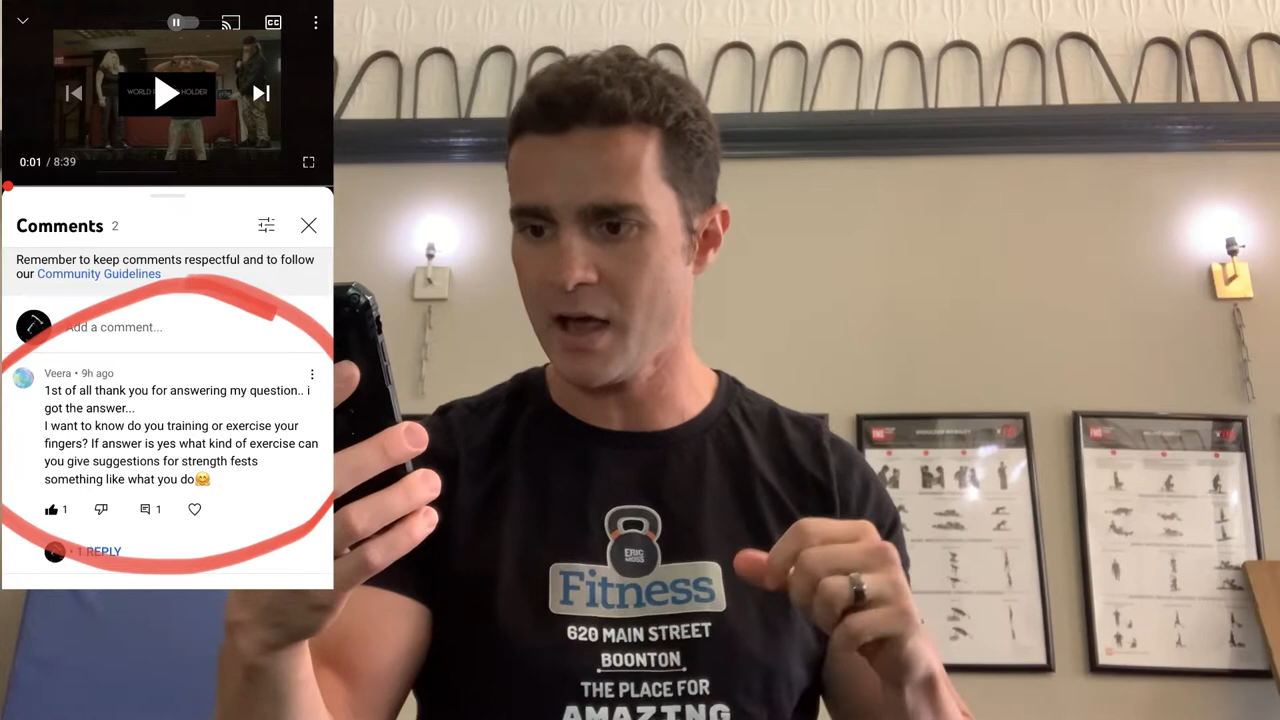 CC
WORLD
HOLDER
0:01 / 8:39
Comments 2
Remember to keep comments respectful and to follow
our Community Guidelines
Add a comment...
Veera • 9h ago
1st of all thank you for answering my question.. i
got the answer...
I want to know do you training or exercise your
fingers? If answer is yes what kind of exercise can
you give suggestions for strength fests
something like what you do🤗
1
1
• 1 REPLY
ERIC
MOSS
Fitness
620 MAIN STREET
BOONTON
THE PLACE FOR
AMAZING